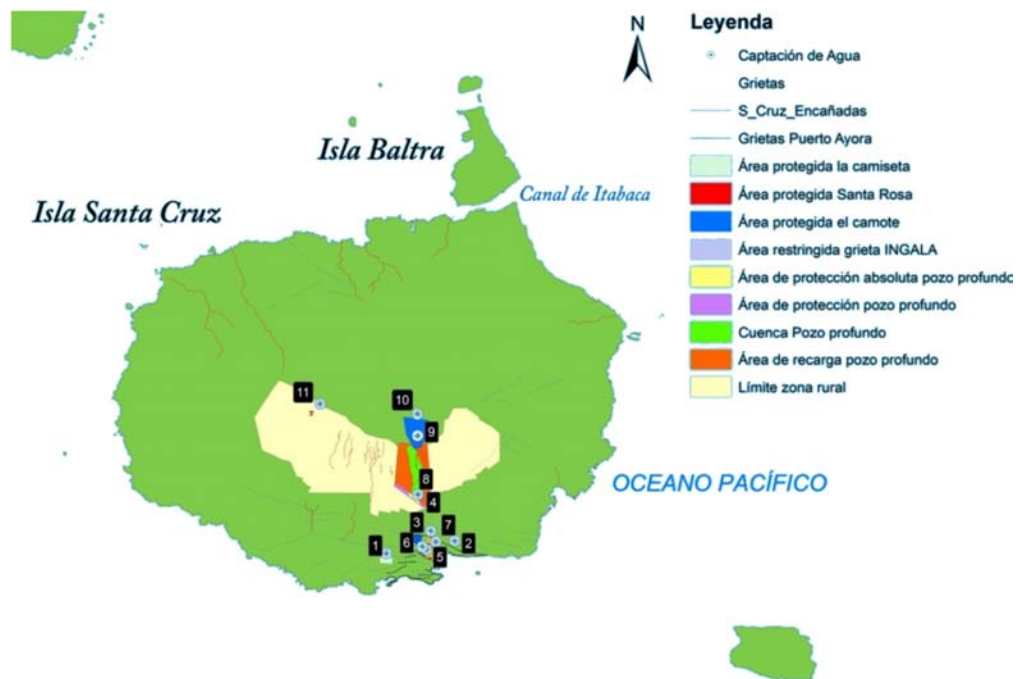 N
Isla Baltra
Canal de Itabaca
Isla Santa Cruz
11
10
9
8
4
3
7
1
6
2
5
OCEANO PACÍFICO
Leyenda
Captación de Agua
Grietas
S_Cruz_Encañadas
Grietas Puerto Ayora
Área protegida la camiseta
Área protegida Santa Rosa
Área protegida el camote
Área restringida grieta INGALA
Área de protección absoluta pozo profundo
Área de protección pozo profundo
Cuenca Pozo profundo
Área de recarga pozo profundo
Límite zona rural